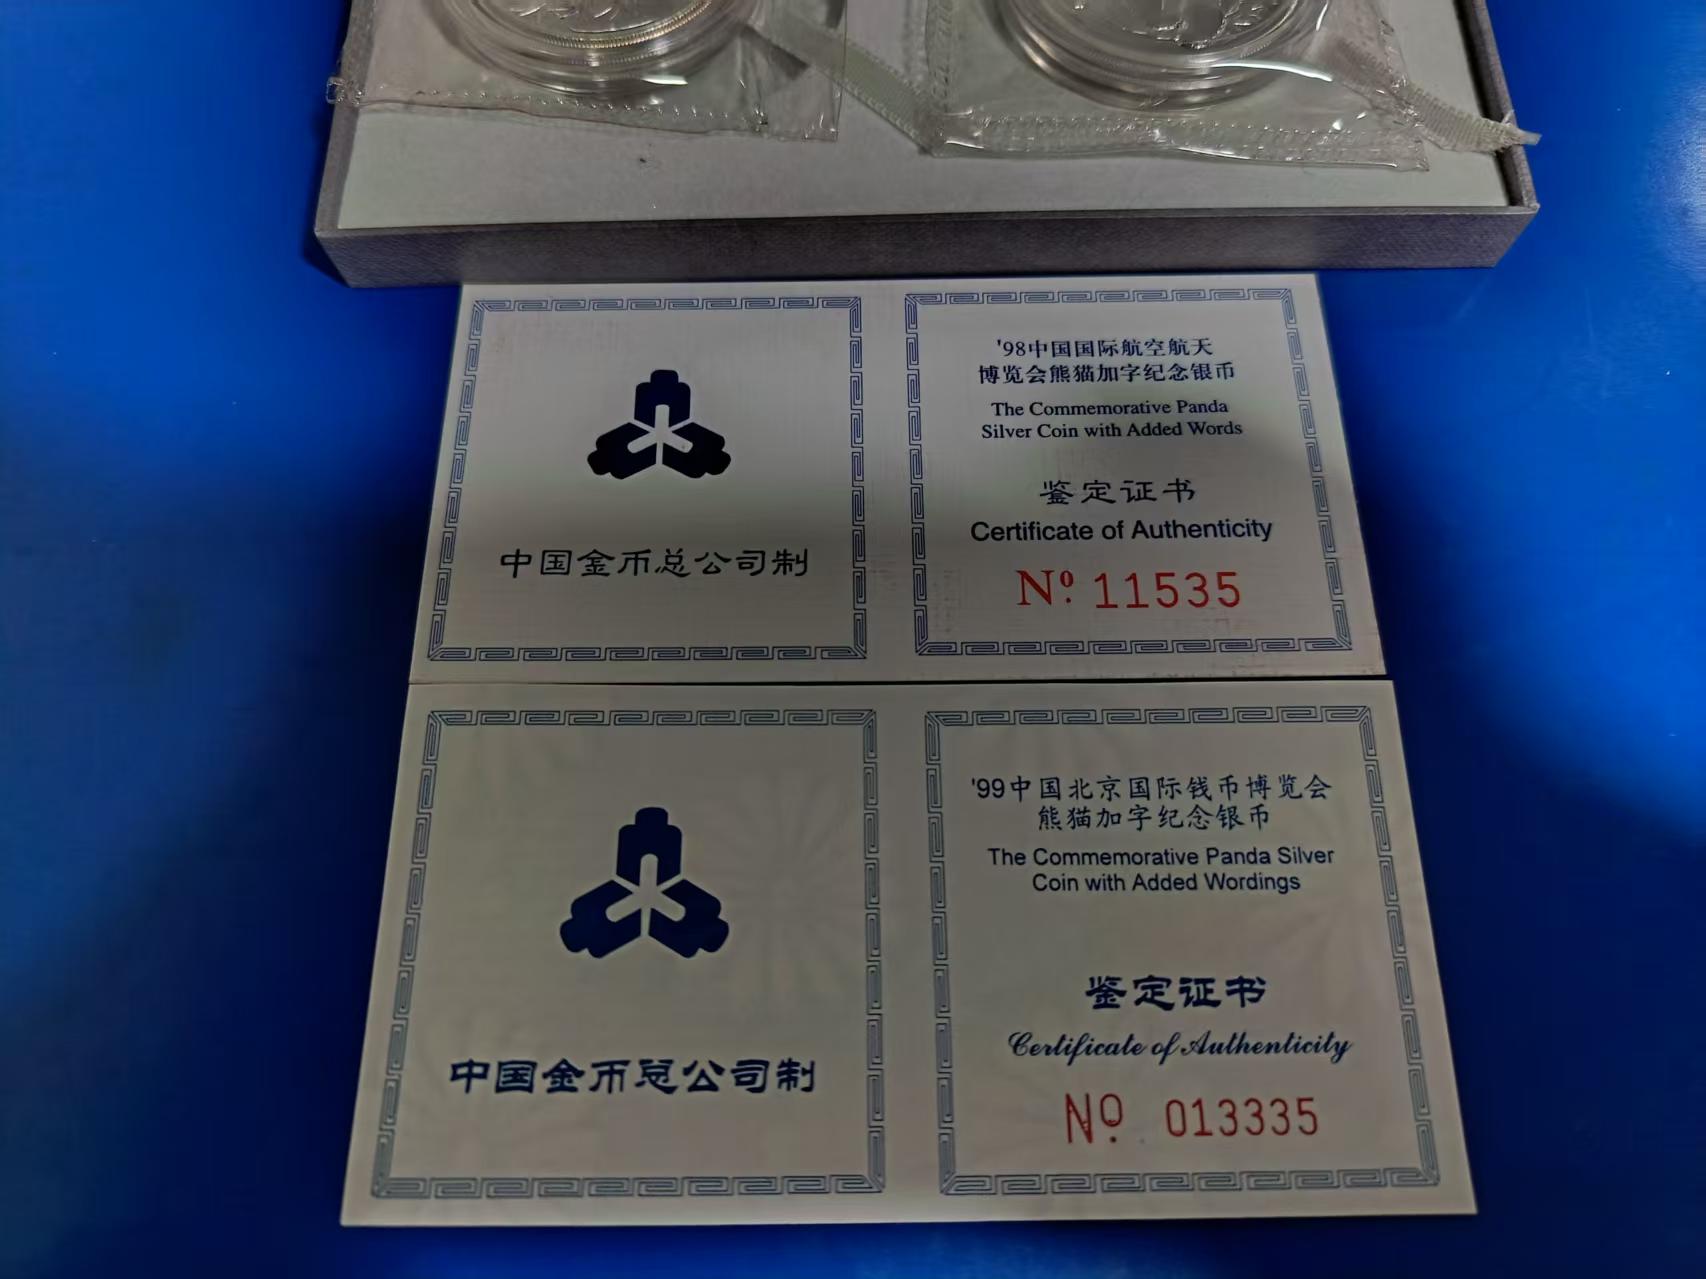 '98中国国际航空航天
博览会熊猫加字纪念银币
The Commemorative Panda
Silver Coin with Added Words
鉴定证书
Certificate of Authenticity
Nº 11535
中国金币总公司制
'99中国北京国际钱币博览会
熊猫加字纪念银币
The Commemorative Panda Silver
Coin with Added Wordings
鉴定证书
Certificate of Authenticity
Nº 013335
中国金币总公司制